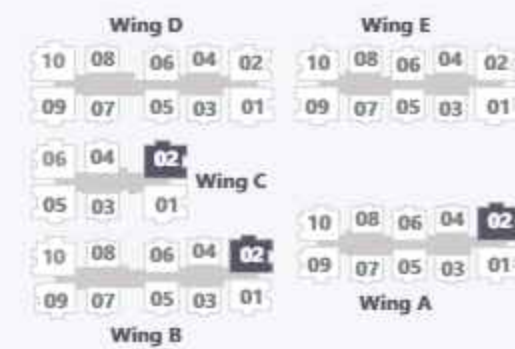 Wing D Wing E
10 08 06 04 02 10 08 06 04 02
09 07 05 03 01 09 07 05 03 01
06 04 02
Wing C
05 03 01
10 08 06 04 02
09 07 05 03 01
Wing A
10 08 06 04 02
09 07 05 03 01
Wing B